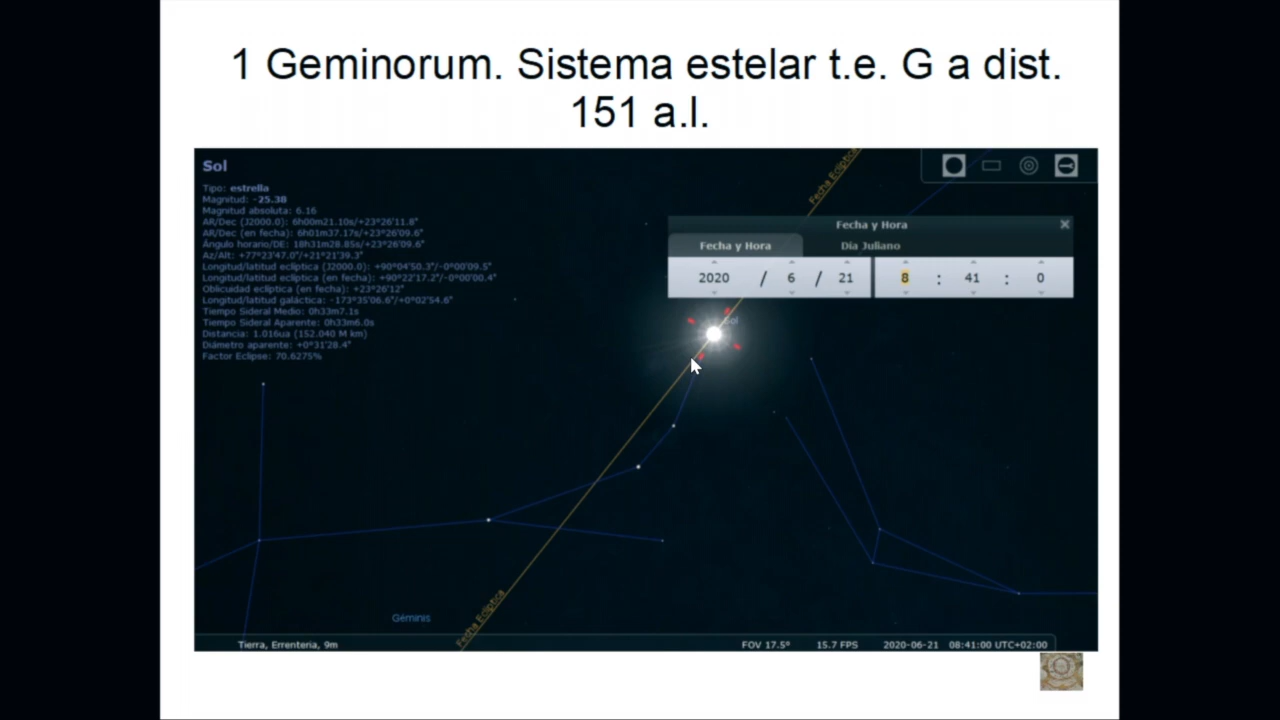 1 Geminorum. Sistema estelar t.e. G a dist.
151 a.l.
Sol
Tipo: estrella
Magnitud: -25.38
Magnitud absoluta: 6.16
AR/Dec (J2000.0): 6h00m21.10s/+23°26'11.8"
AR/Dec (en fecha): 6h01m37.17s/+23°26'09.6"
Ángulo horario/DE: 18h31m28.85s/+23°26'09.6"
Az/Alt: +77°23'47.0"/+21°21'39.3"
Longitud/latitud eclíptica (J2000.0): +90°04'50.3"/-0°00'09.5"
Longitud/latitud eclíptica (en fecha): +90°22'17.2"/-0°00'00.4"
Oblicuidad eclíptica (en fecha): +23°26'12"
Longitud/latitud galáctica: -173°35'06.6"/+0°02'54.6"
Tiempo Sideral Medio: 0h33m7.1s
Tiempo Sideral Aparente: 0h33m6.0s
Distancia: 1.016ua (152.040 M km)
Diámetro aparente: +0°31'28.4"
Factor Eclipse: 70.6275%
Fecha Eclíptica
Fecha y Hora
Fecha y Hora Día Juliano
2020 / 6 / 21 8 : 41 : 0
Sol
Géminis
Fecha Eclíptica
Tierra, Errenteria, 9m FOV 17.5° 15.7 FPS 2020-06-21 08:41:00 UTC+02:00